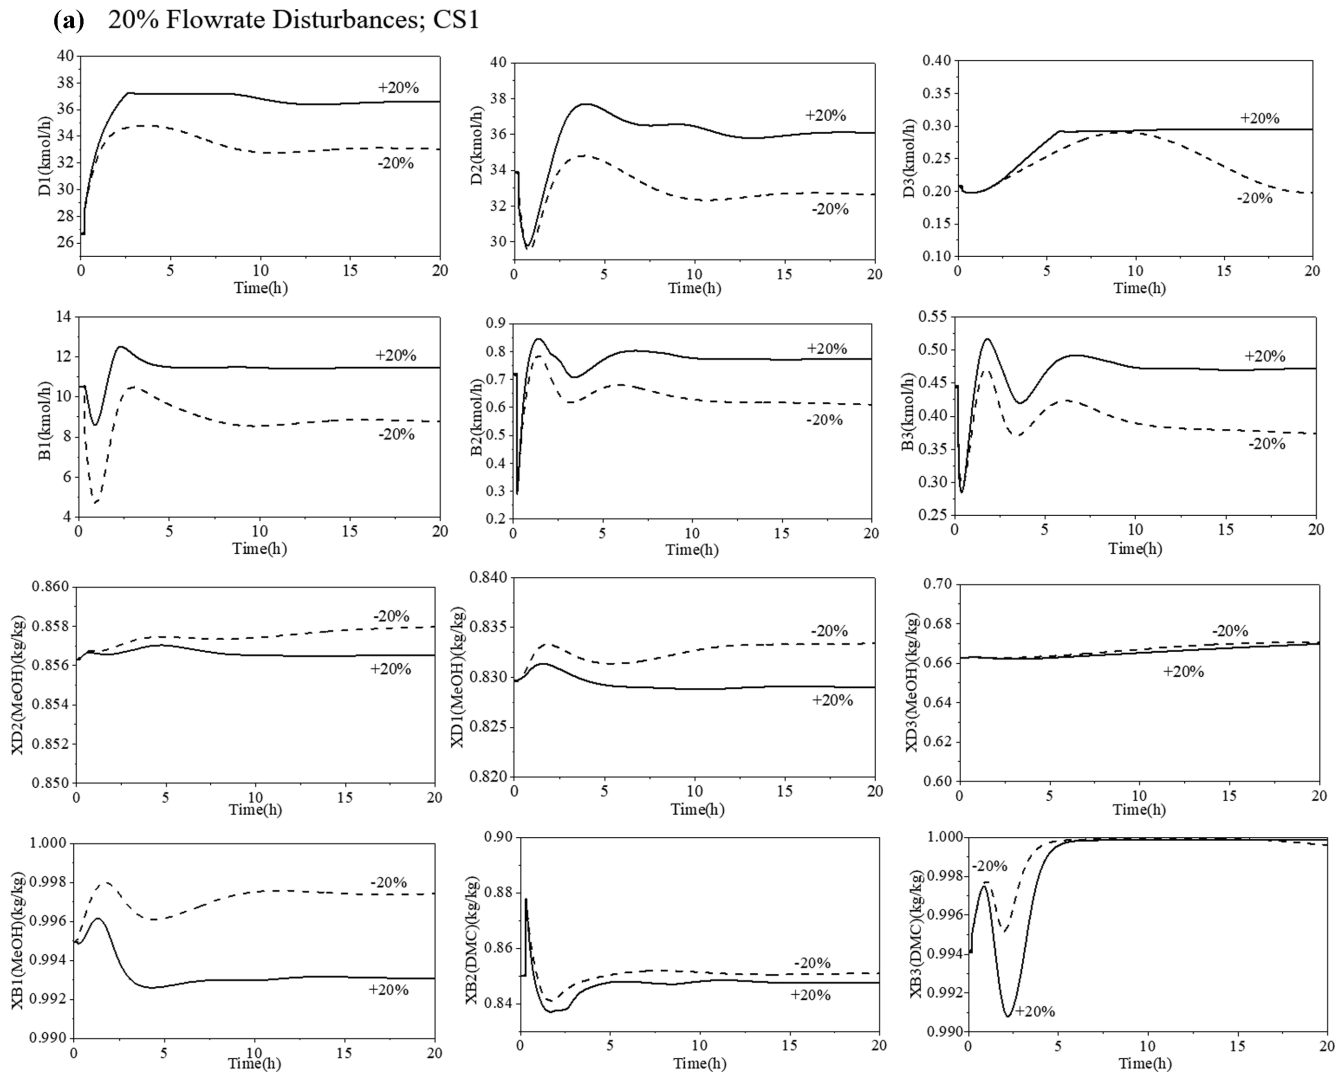 (a) 20% Flowrate Disturbances; CS1
D1(kmol/h)
40
38
36
34
32
30
28
26
+20%
-20%
0 5 10 15 20
Time(h)
D2(kmol/h)
40
38
36
34
32
30
+20%
-20%
0 5 10 15 20
Time(h)
D3(kmol/h)
0.40
0.35
0.30
0.25
0.20
0.15
0.10
+20%
-20%
0 5 10 15 20
Time(h)
B1(kmol/h)
14
12
10
8
6
4
+20%
-20%
0 5 10 15 20
Time(h)
B2(kmol/h)
0.9
0.8
0.7
0.6
0.5
0.4
0.3
0.2
+20%
-20%
0 5 10 15 20
Time(h)
B3(kmol/h)
0.55
0.50
0.45
0.40
0.35
0.30
0.25
+20%
-20%
0 5 10 15 20
Time(h)
XD2(MeOH)(kg/kg)
0.860
0.858
0.856
0.854
0.852
0.850
-20%
+20%
0 5 10 15 20
Time(h)
XD1(MeOH)(kg/kg)
0.840
0.835
0.830
0.825
0.820
-20%
+20%
0 5 10 15 20
Time(h)
XD3(MeOH)(kg/kg)
0.70
0.68
0.66
0.64
0.62
0.60
-20%
+20%
0 5 10 15 20
Time(h)
XB1(MeOH)(kg/kg)
1.000
0.998
0.996
0.994
0.992
0.990
-20%
+20%
0 5 10 15 20
Time(h)
XB2(DMC)(kg/kg)
0.90
0.88
0.86
0.84
-20%
+20%
0 5 10 15 20
Time(h)
XB3(DMC)(kg/kg)
1.000
0.998
0.996
0.994
0.992
0.990
-20%
+20%
0 5 10 15 20
Time(h)